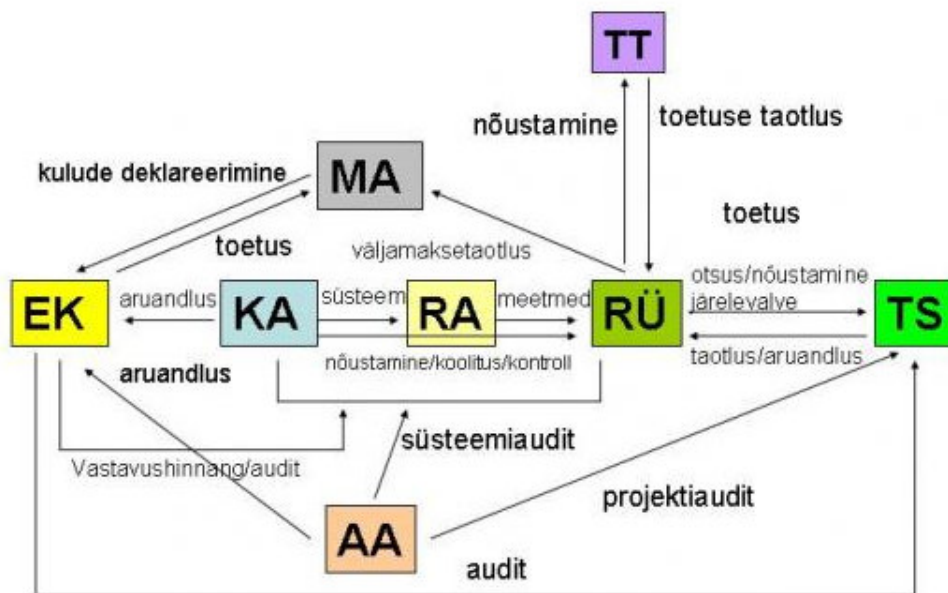 TT
nõustamine
toetuse taotlus
kulude deklareerimine
MA
toetus
toetus
väljamaksetaotlus
EK
aruandlus
KA
süsteem
RA
meetmed
RÜ
otsus/nõustamine
järelevalve
TS
aruandlus
nõustamine/koolitus/kontroll
taotlus/aruandlus
süsteemiaudit
Vastavushinnang/audit
projektiaudit
AA
audit